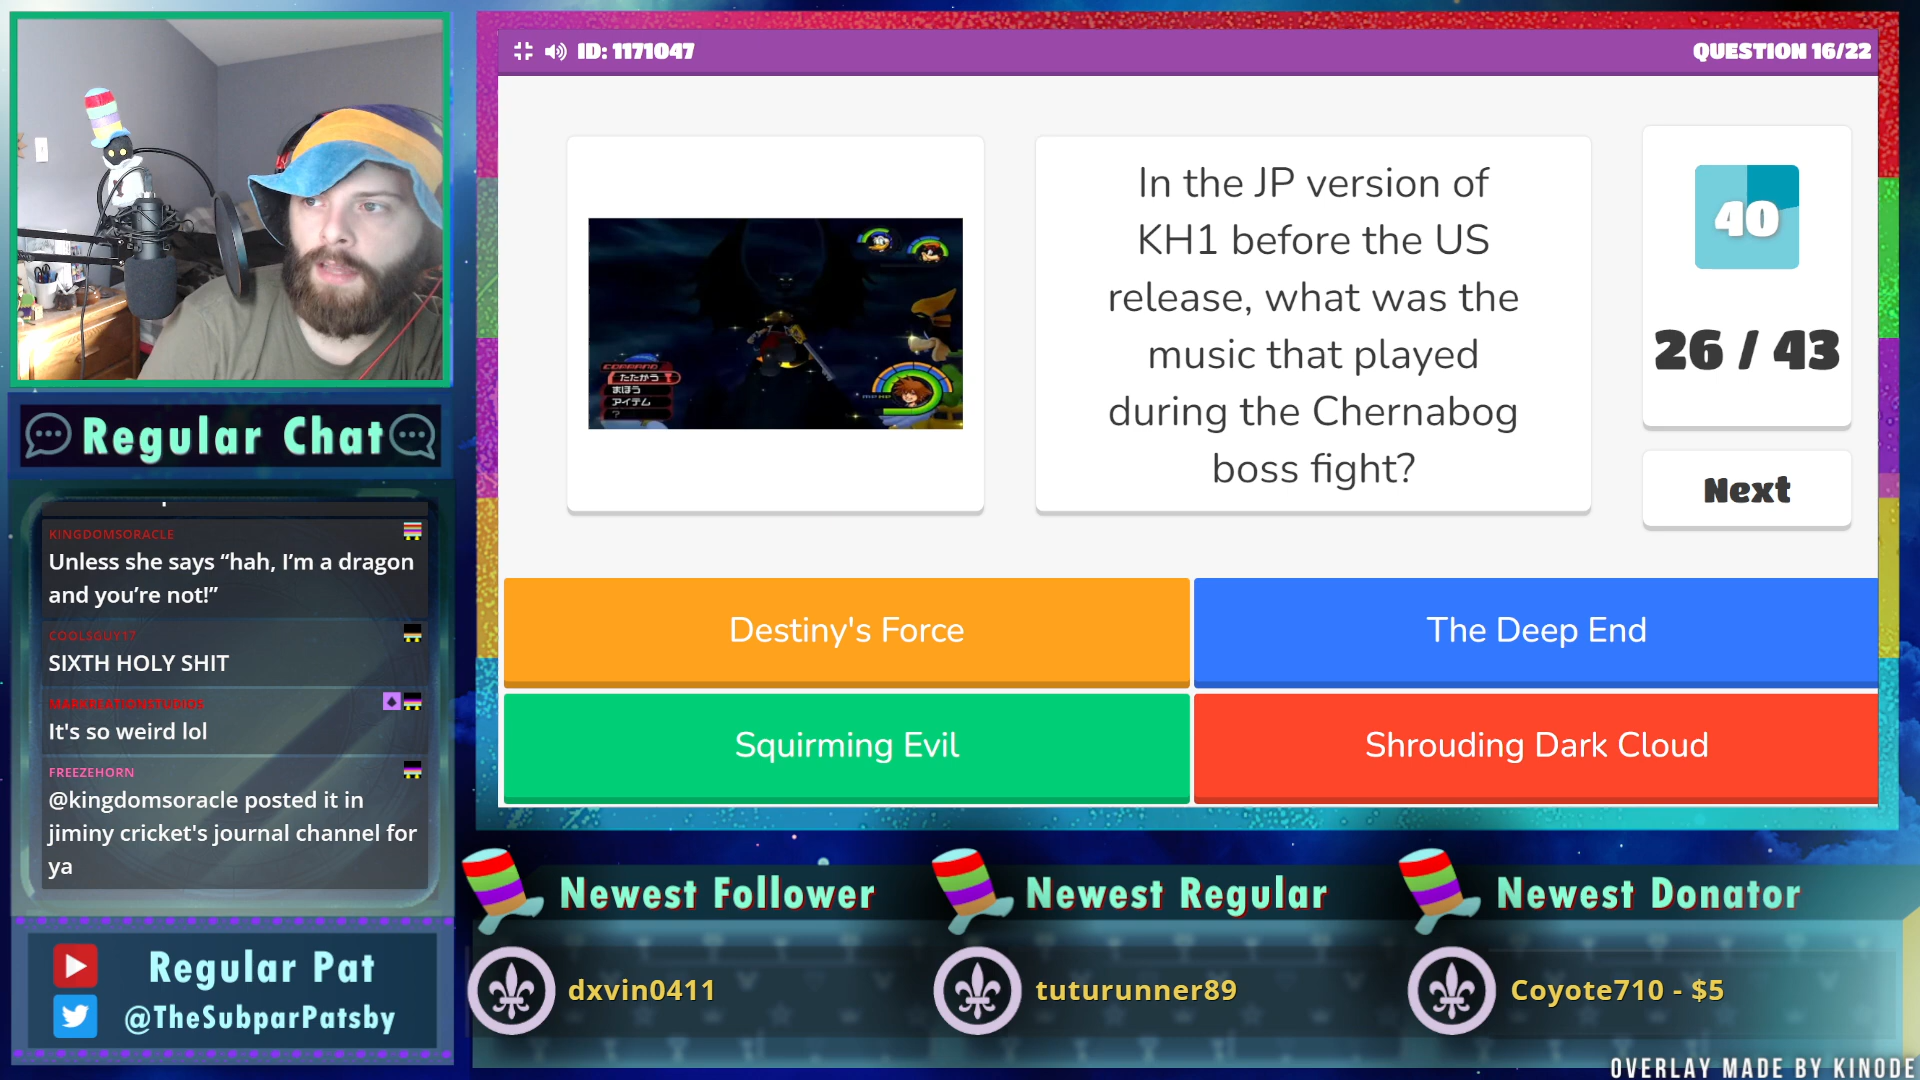 ID: 1171047
QUESTION 16/22
In the JP version of
KH1 before the US
release, what was the
music that played
during the Chernabog
boss fight?
40
26 / 43
Next
COMMAND
たたかう
まほう
アイテム
?
Destiny's Force
The Deep End
Squirming Evil
Shrouding Dark Cloud
Regular Chat
KINGDOMSORACLE
Unless she says “hah, I’m a dragon
and you’re not!”
COOLSGUY17
SIXTH HOLY SHIT
MARKREATIONSTUDIOS
It's so weird lol
FREEZEHORN
@kingdomsoracle posted it in
jiminy cricket's journal channel for
ya
Regular Pat
@TheSubparPatsby
Newest Follower
dxvin0411
Newest Regular
tuturunner89
Newest Donator
Coyote710 - $5
OVERLAY MADE BY KINODE